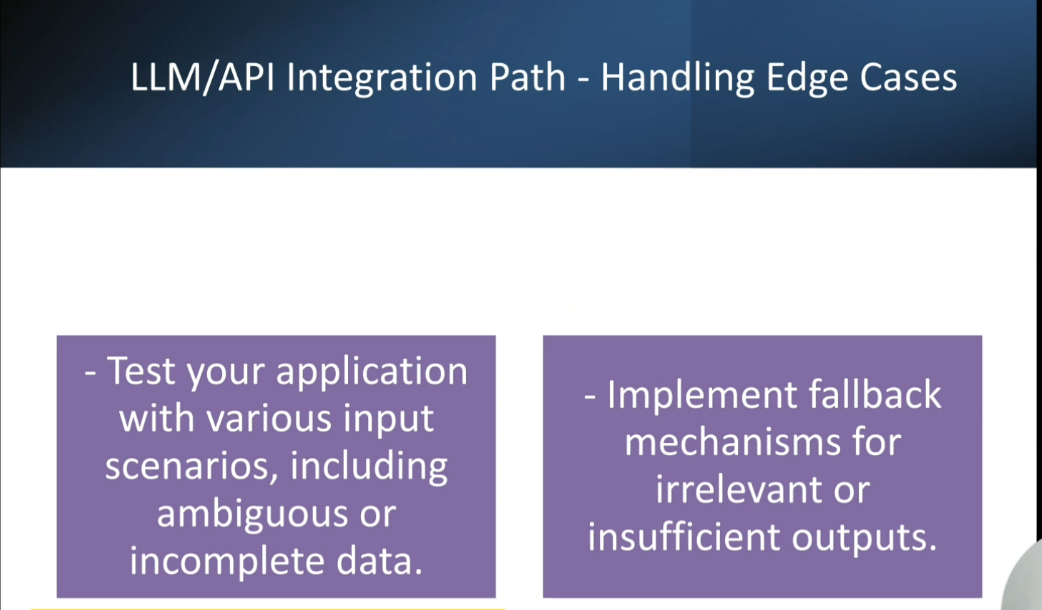 LLM/API Integration Path - Handling Edge Cases
- Test your application
with various input
scenarios, including
ambiguous or
incomplete data.
- Implement fallback
mechanisms for
irrelevant or
insufficient outputs.